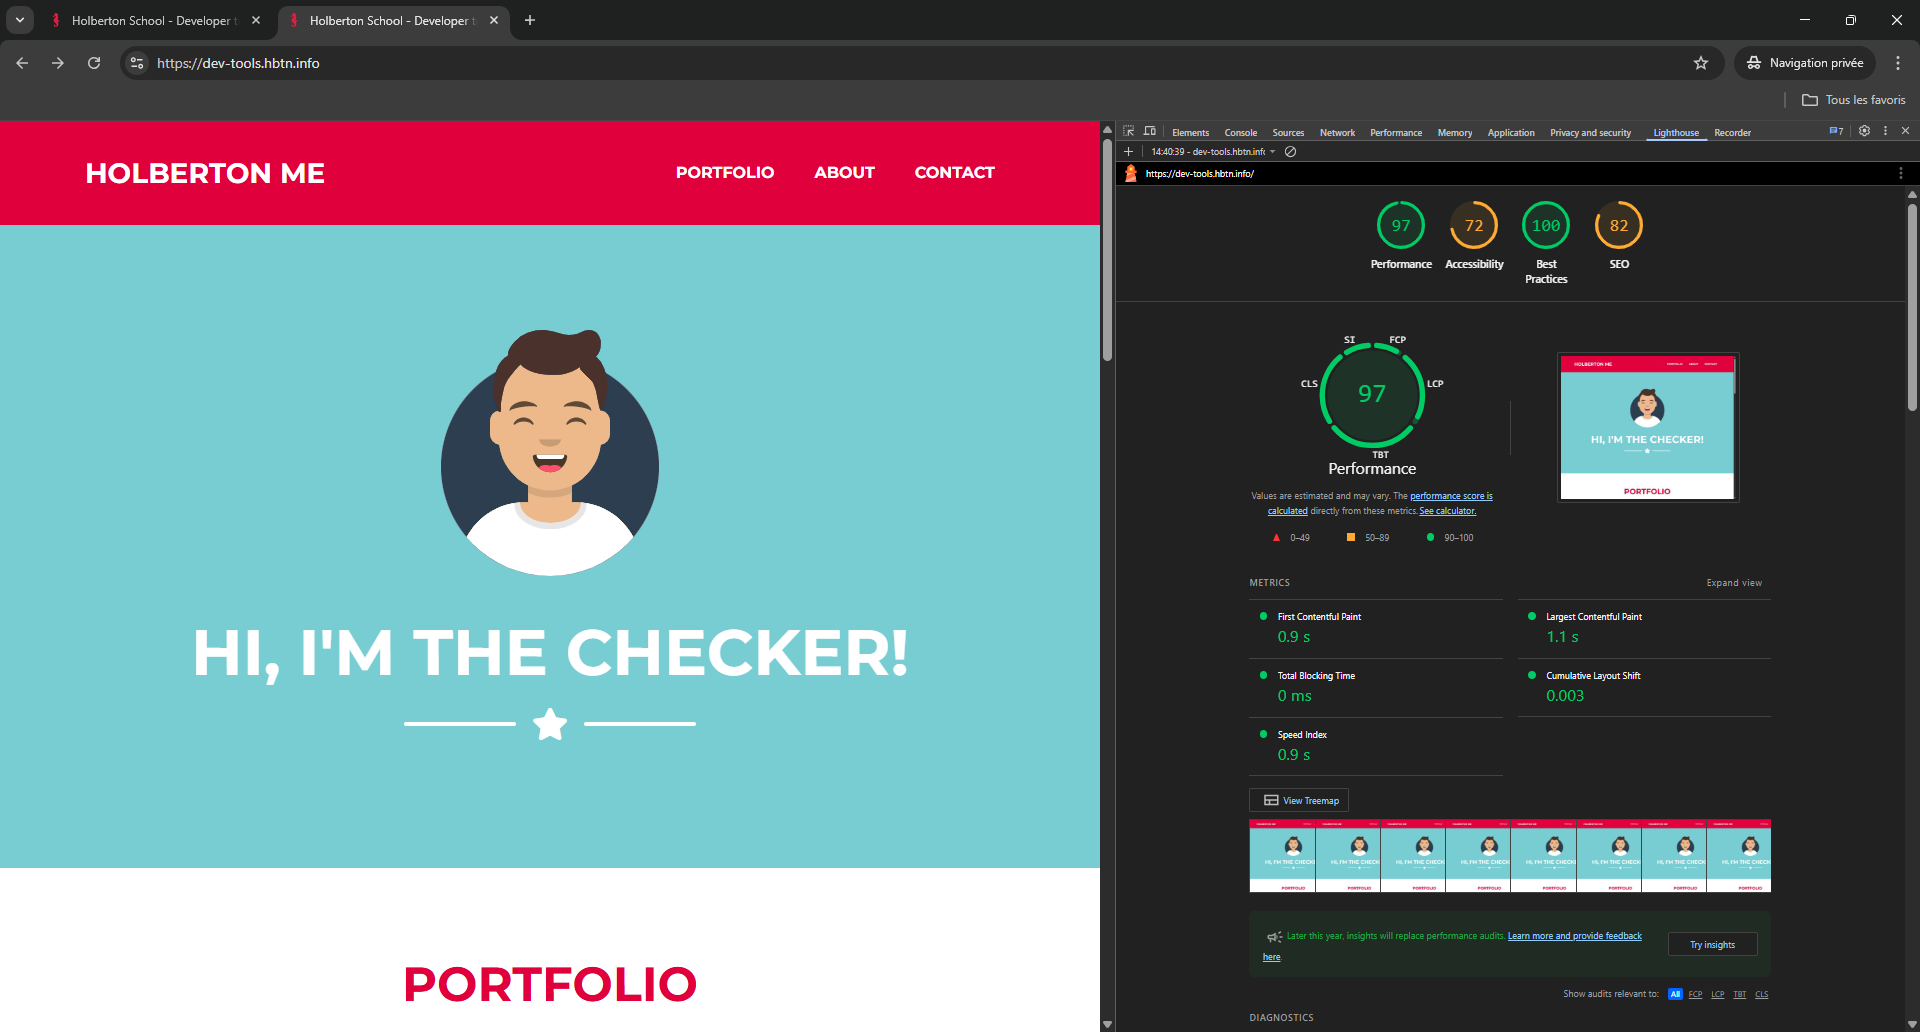 Holberton School - Developer t
Holberton School - Developer t
https://dev-tools.hbtn.info
Navigation privée
Tous les favoris
HOLBERTON ME
PORTFOLIO ABOUT CONTACT
HI, I'M THE CHECKER!
PORTFOLIO
Elements Console Sources Network Performance Memory Application Privacy and security Lighthouse Recorder 7
14:40:39 - dev-tools.hbtn.info
https://dev-tools.hbtn.info/
97 72 100 82
Performance Accessibility Best Practices SEO
SI FCP
CLS LCP
97
TBT
Performance
Values are estimated and may vary. The performance score is
calculated directly from these metrics. See calculator.
0–49 50–89 90–100
HOLBERTON ME
HI, I'M THE CHECKER!
PORTFOLIO
METRICS Expand view
First Contentful Paint
0.9 s
Largest Contentful Paint
1.1 s
Total Blocking Time
0 ms
Cumulative Layout Shift
0.003
Speed Index
0.9 s
View Treemap
Later this year, insights will replace performance audits. Learn more and provide feedback
here
Try insights
Show audits relevant to: All FCP LCP TBT CLS
DIAGNOSTICS